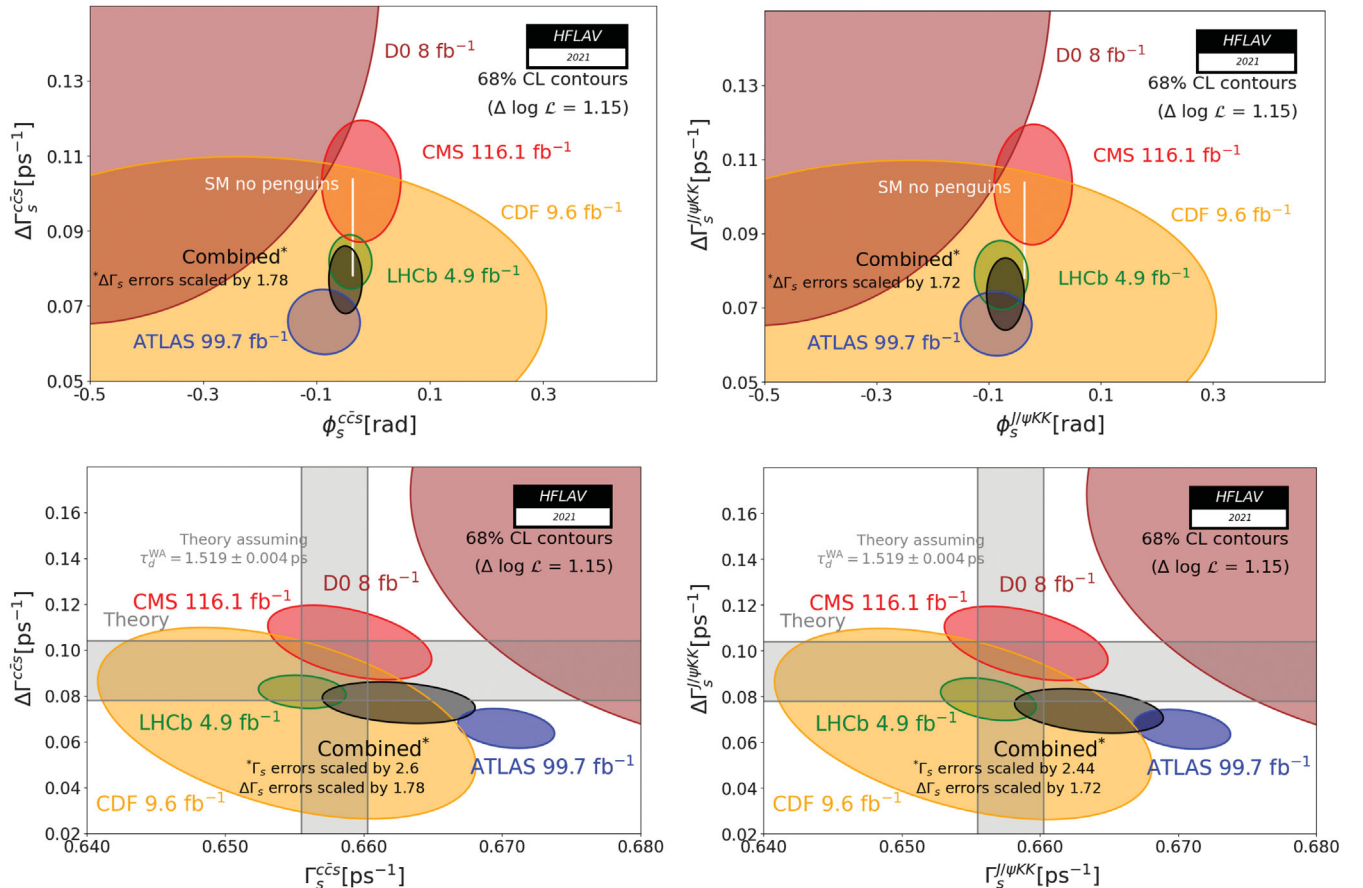 D0 8 fb⁻¹
HFLAV
2021
68% CL contours
(Δ log ℒ = 1.15)
CMS 116.1 fb⁻¹
SM no penguins
CDF 9.6 fb⁻¹
Combined*
*ΔΓₛ errors scaled by 1.78
LHCb 4.9 fb⁻¹
ATLAS 99.7 fb⁻¹
0.13
0.11
0.09
0.07
0.05
ΔΓₛ^{cc̄s}[ps⁻¹]
-0.5 -0.3 -0.1 0.1 0.3
ϕₛ^{cc̄s}[rad]
D0 8 fb⁻¹
HFLAV
2021
68% CL contours
(Δ log ℒ = 1.15)
CMS 116.1 fb⁻¹
SM no penguins
CDF 9.6 fb⁻¹
Combined*
*ΔΓₛ errors scaled by 1.72
LHCb 4.9 fb⁻¹
ATLAS 99.7 fb⁻¹
0.13
0.11
0.09
0.07
0.05
ΔΓₛ^{J/ψKK}[ps⁻¹]
-0.5 -0.3 -0.1 0.1 0.3
ϕₛ^{J/ψKK}[rad]
HFLAV
2021
68% CL contours
(Δ log ℒ = 1.15)
Theory assuming
τ_d^{WA} = 1.519 ± 0.004 ps
D0 8 fb⁻¹
CMS 116.1 fb⁻¹
Theory
LHCb 4.9 fb⁻¹
Combined*
*Γₛ errors scaled by 2.6
ΔΓₛ errors scaled by 1.78
ATLAS 99.7 fb⁻¹
CDF 9.6 fb⁻¹
0.16
0.14
0.12
0.10
0.08
0.06
0.04
0.02
ΔΓₛ^{cc̄s}[ps⁻¹]
0.640 0.650 0.660 0.670 0.680
Γₛ^{cc̄s}[ps⁻¹]
HFLAV
2021
68% CL contours
(Δ log ℒ = 1.15)
Theory assuming
τ_d^{WA} = 1.519 ± 0.004 ps
D0 8 fb⁻¹
CMS 116.1 fb⁻¹
Theory
LHCb 4.9 fb⁻¹
Combined*
*Γₛ errors scaled by 2.44
ΔΓₛ errors scaled by 1.72
ATLAS 99.7 fb⁻¹
CDF 9.6 fb⁻¹
0.16
0.14
0.12
0.10
0.08
0.06
0.04
0.02
ΔΓₛ^{J/ψKK}[ps⁻¹]
0.640 0.650 0.660 0.670 0.680
Γₛ^{J/ψKK}[ps⁻¹]